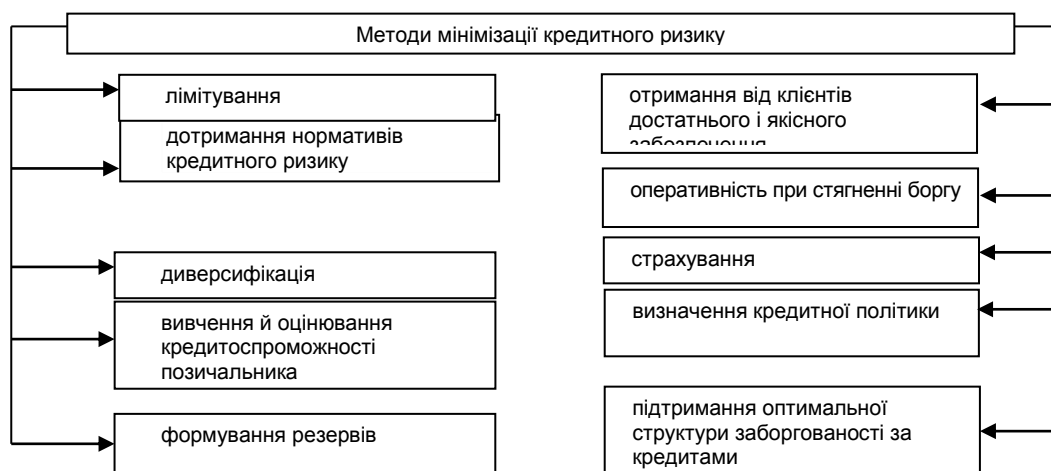 Методи мінімізації кредитного ризику
лімітування
дотримання нормативів
кредитного ризику
диверсифікація
вивчення й оцінювання
кредитоспроможності
позичальника
формування резервів
отримання від клієнтів
достатнього і якісного
забезпечення
оперативність при стягненні боргу
страхування
визначення кредитної політики
підтримання оптимальної
структури заборгованості за
кредитами